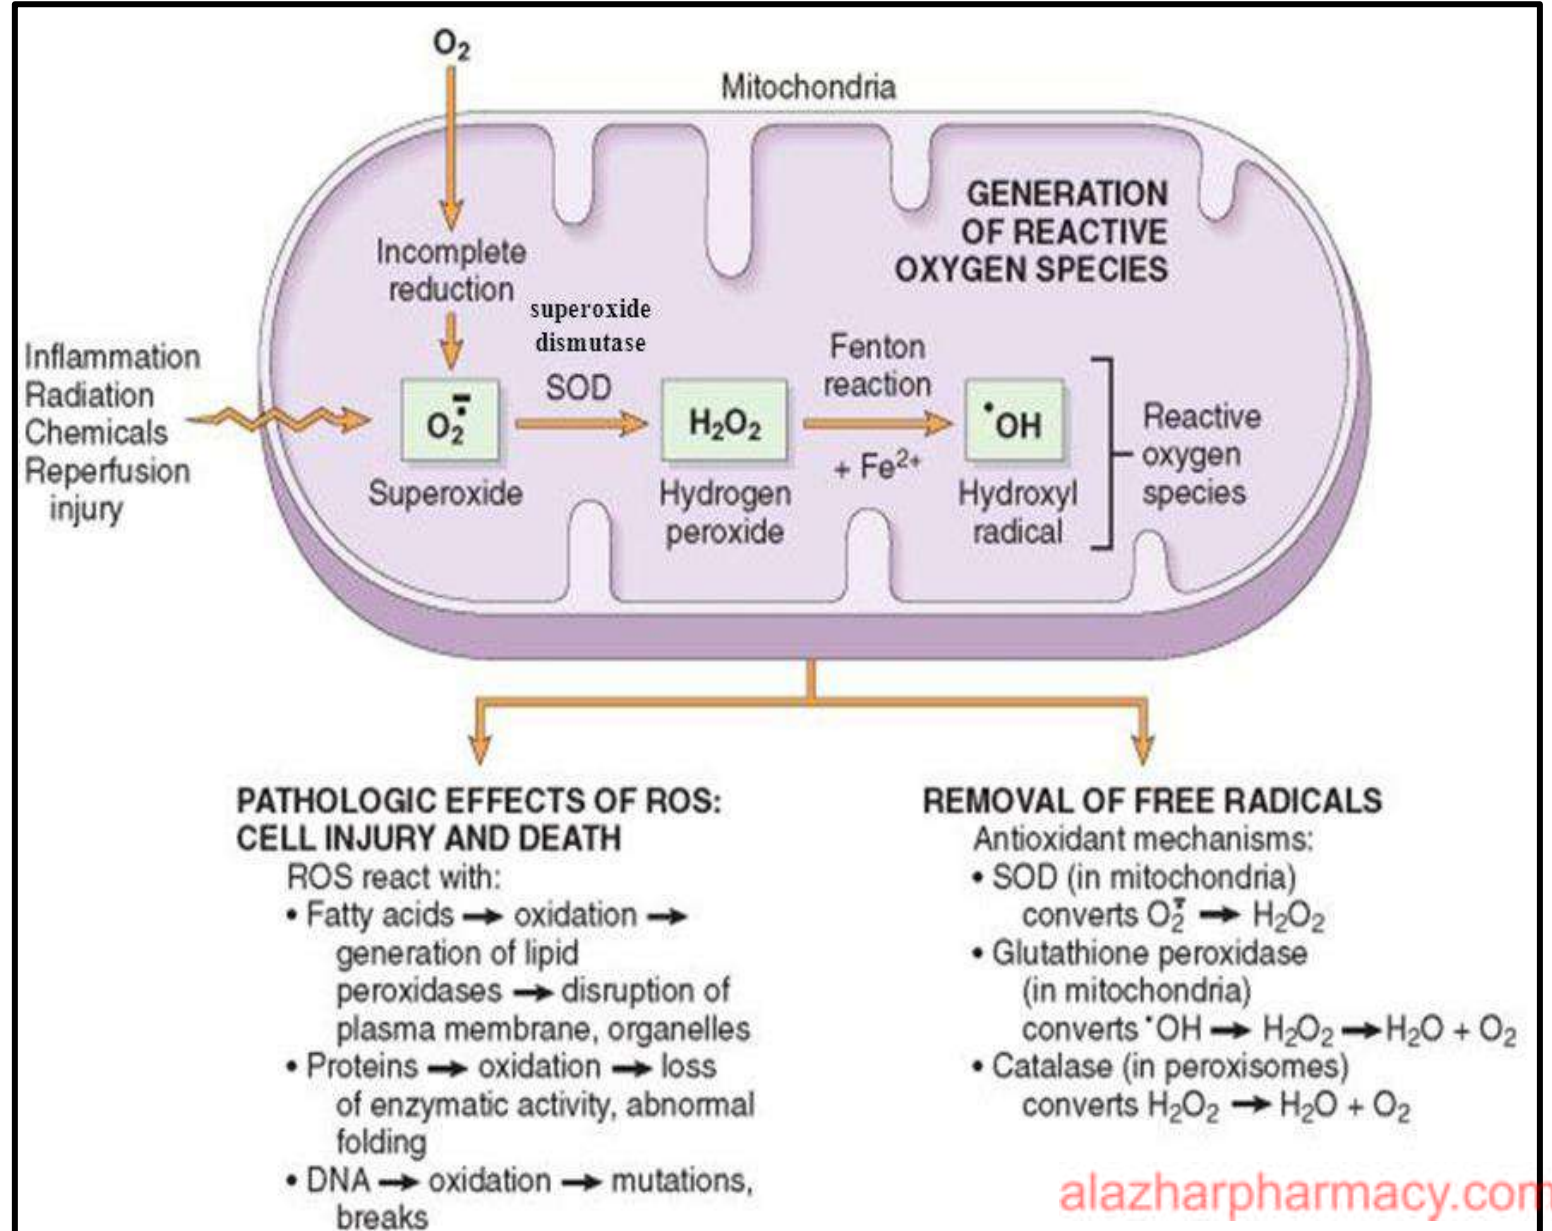 O₂
Mitochondria
GENERATION
OF REACTIVE
OXYGEN SPECIES
Incomplete
reduction
superoxide
dismutase
SOD
Fenton
reaction
+ Fe²⁺
Inflammation
Radiation
Chemicals
Reperfusion
injury
O₂•̄
Superoxide
H₂O₂
Hydrogen
peroxide
•OH
Hydroxyl
radical
Reactive
oxygen
species
PATHOLOGIC EFFECTS OF ROS:
CELL INJURY AND DEATH
ROS react with:
• Fatty acids → oxidation →
generation of lipid
peroxidases → disruption of
plasma membrane, organelles
• Proteins → oxidation → loss
of enzymatic activity, abnormal
folding
• DNA → oxidation → mutations,
breaks
REMOVAL OF FREE RADICALS
Antioxidant mechanisms:
• SOD (in mitochondria)
converts O₂•̄ → H₂O₂
• Glutathione peroxidase
(in mitochondria)
converts •OH → H₂O₂ → H₂O + O₂
• Catalase (in peroxisomes)
converts H₂O₂ → H₂O + O₂
alazharpharmacy.com